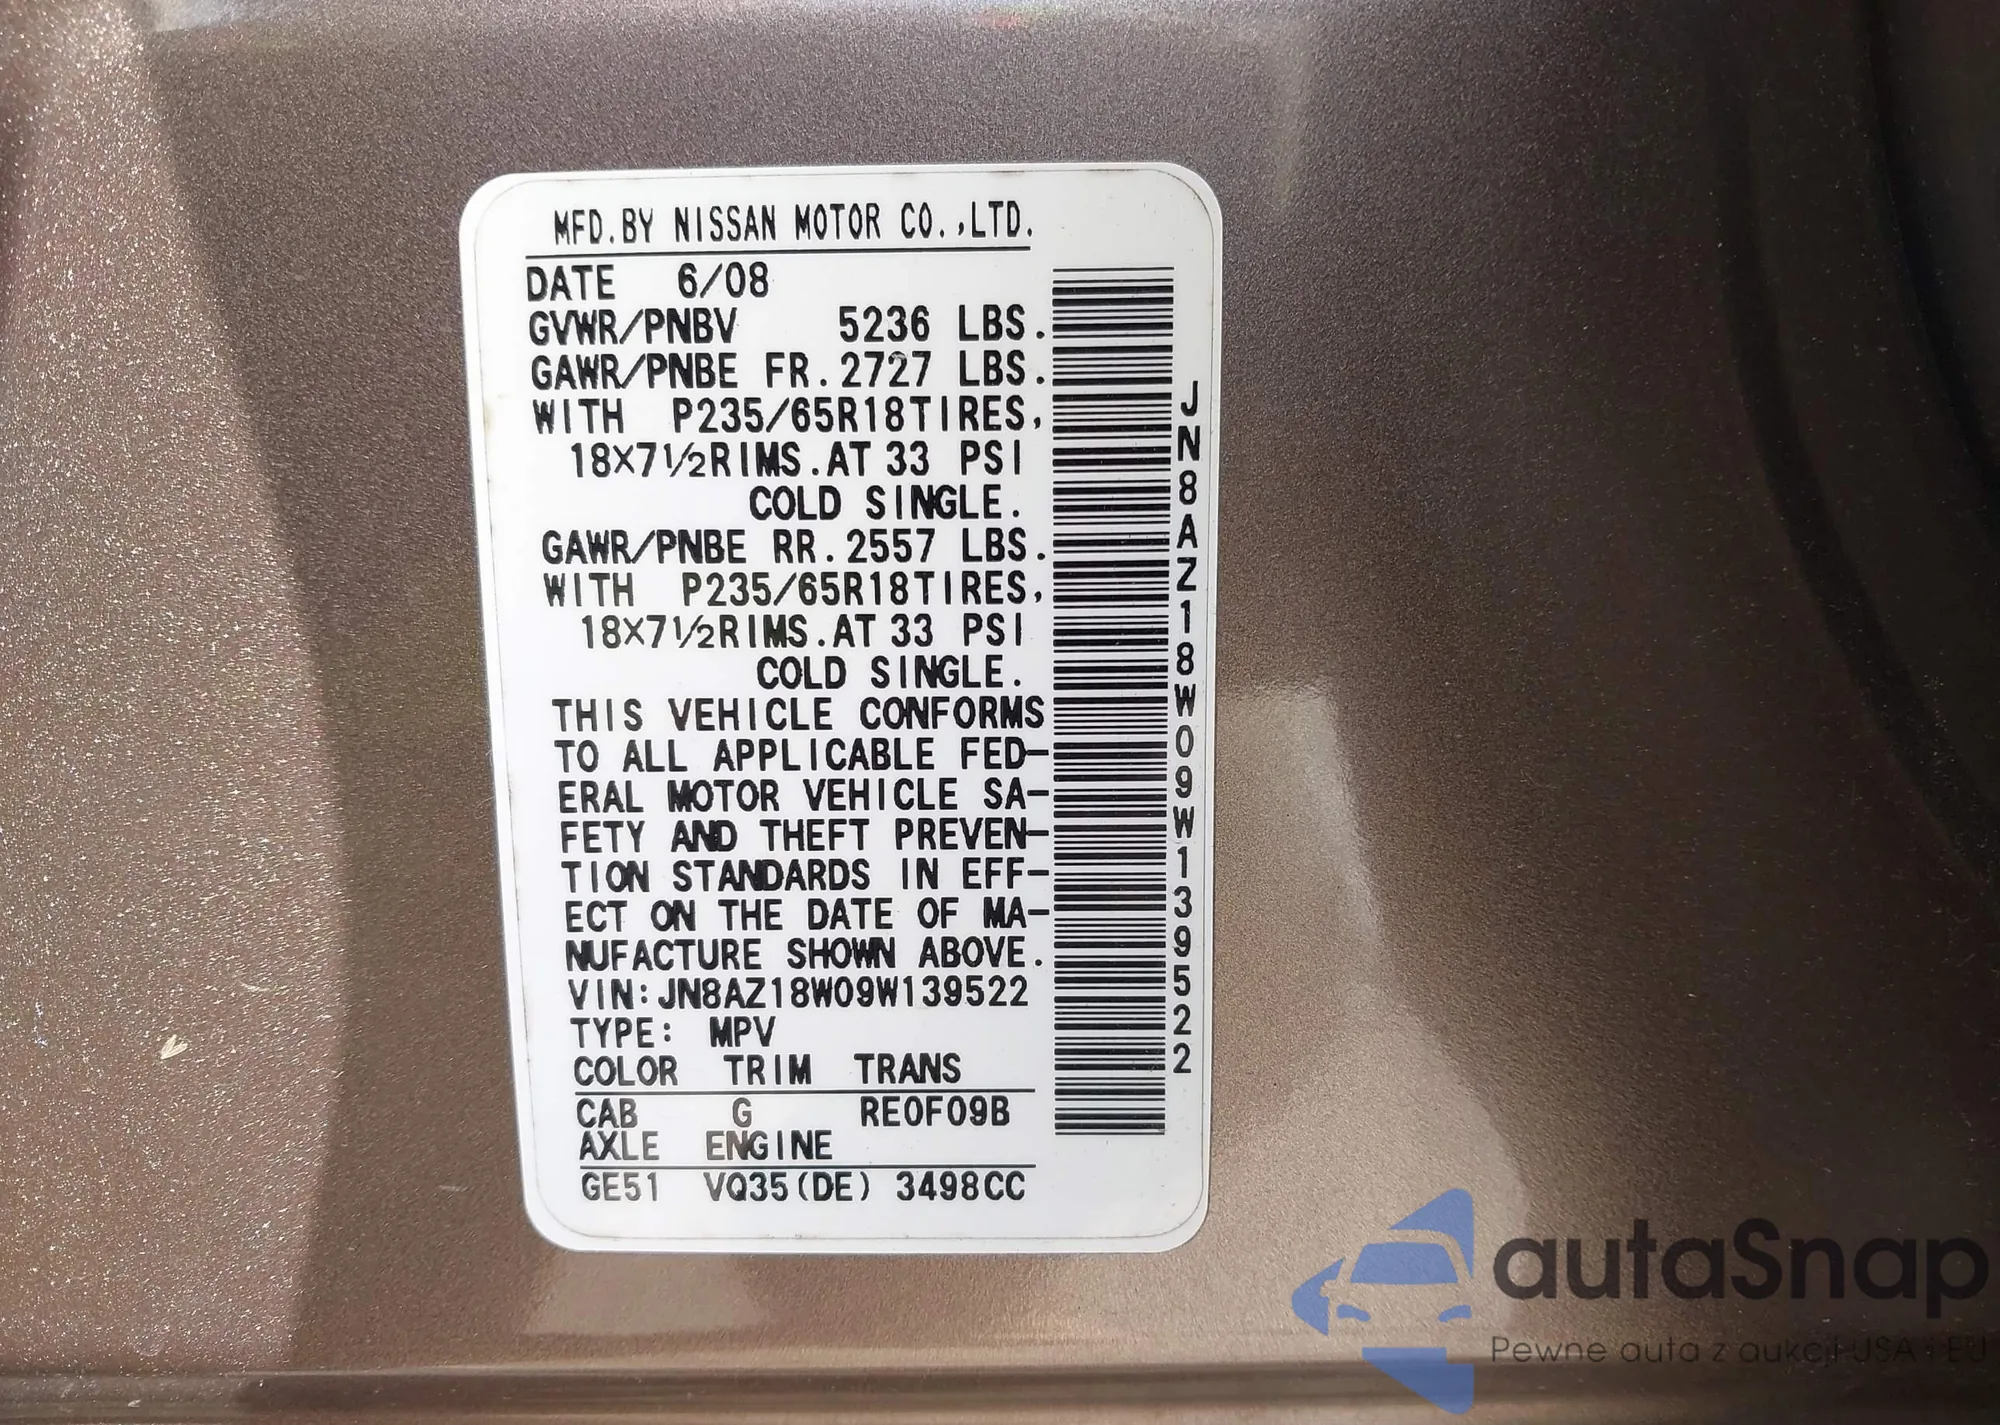 MFD.BY NISSAN MOTOR CO.,LTD.
DATE 6/08
GVWR/PNBV 5236 LBS.
GAWR/PNBE FR.2727 LBS.
WITH P235/65R18TIRES,
18×7½RIMS.AT 33 PSI
COLD SINGLE.
GAWR/PNBE RR.2557 LBS.
WITH P235/65R18TIRES,
18×7½RIMS.AT 33 PSI
COLD SINGLE.
THIS VEHICLE CONFORMS
TO ALL APPLICABLE FED-
ERAL MOTOR VEHICLE SA-
FETY AND THEFT PREVEN-
TION STANDARDS IN EFF-
ECT ON THE DATE OF MA-
NUFACTURE SHOWN ABOVE.
VIN:JN8AZ18W09W139522
TYPE: MPV
COLOR TRIM TRANS
CAB G RE0F09B
AXLE ENGINE
GE51 VQ35(DE) 3498CC
JN8AZ18W09W139522
autaSnap
Pewne auta z aukcji USA i EU